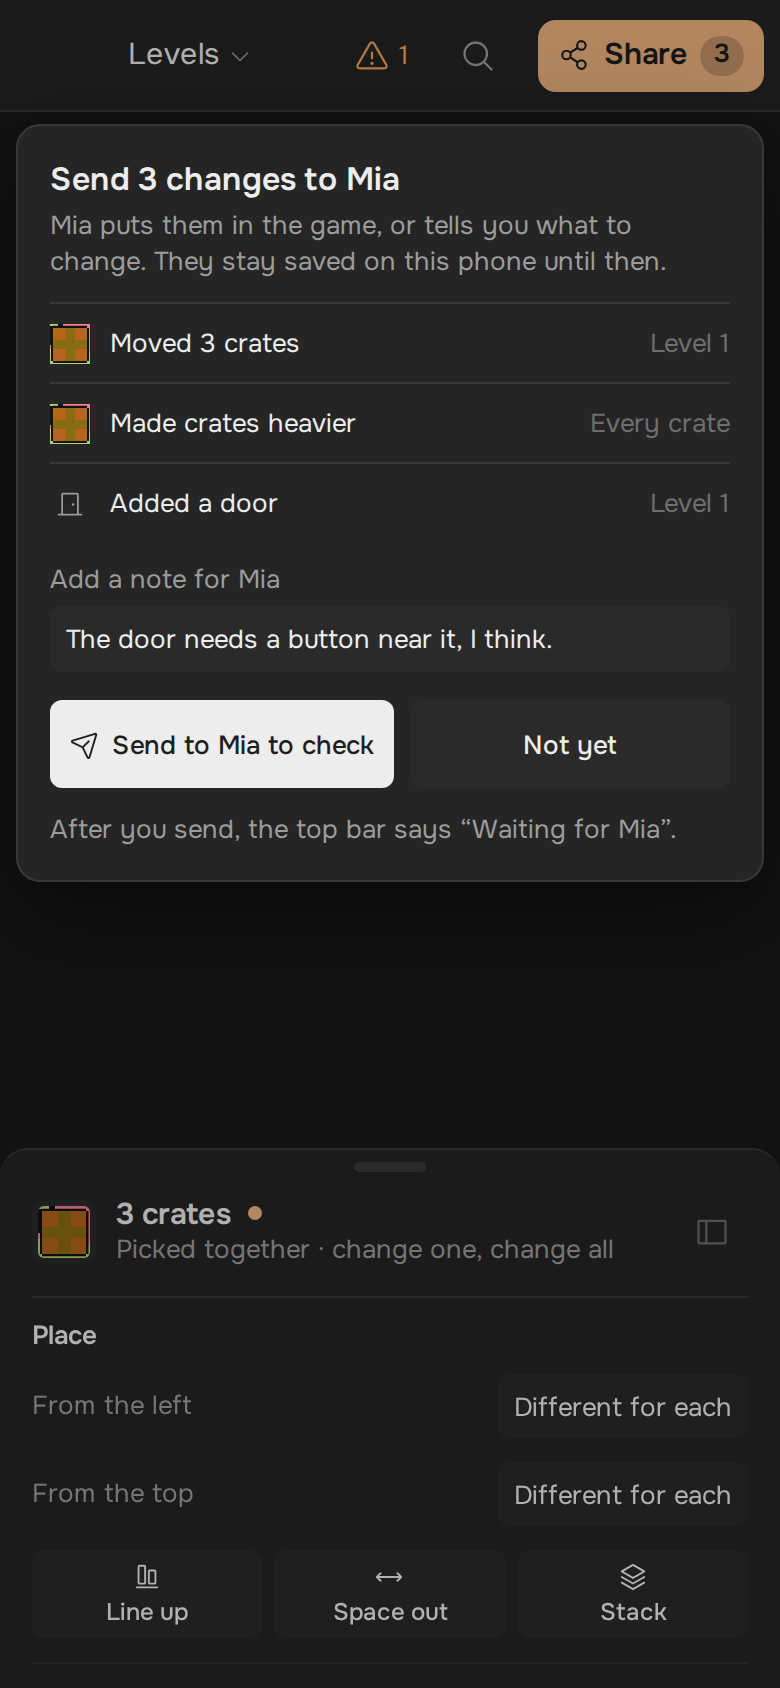 Levels
1
Share 3
Send 3 changes to Mia
Mia puts them in the game, or tells you what to
change. They stay saved on this phone until then.
Moved 3 crates Level 1
Made crates heavier Every crate
Added a door Level 1
Add a note for Mia
The door needs a button near it, I think.
Send to Mia to check Not yet
After you send, the top bar says “Waiting for Mia”.
3 crates
Picked together · change one, change all
Place
From the left Different for each
From the top Different for each
Line up Space out Stack